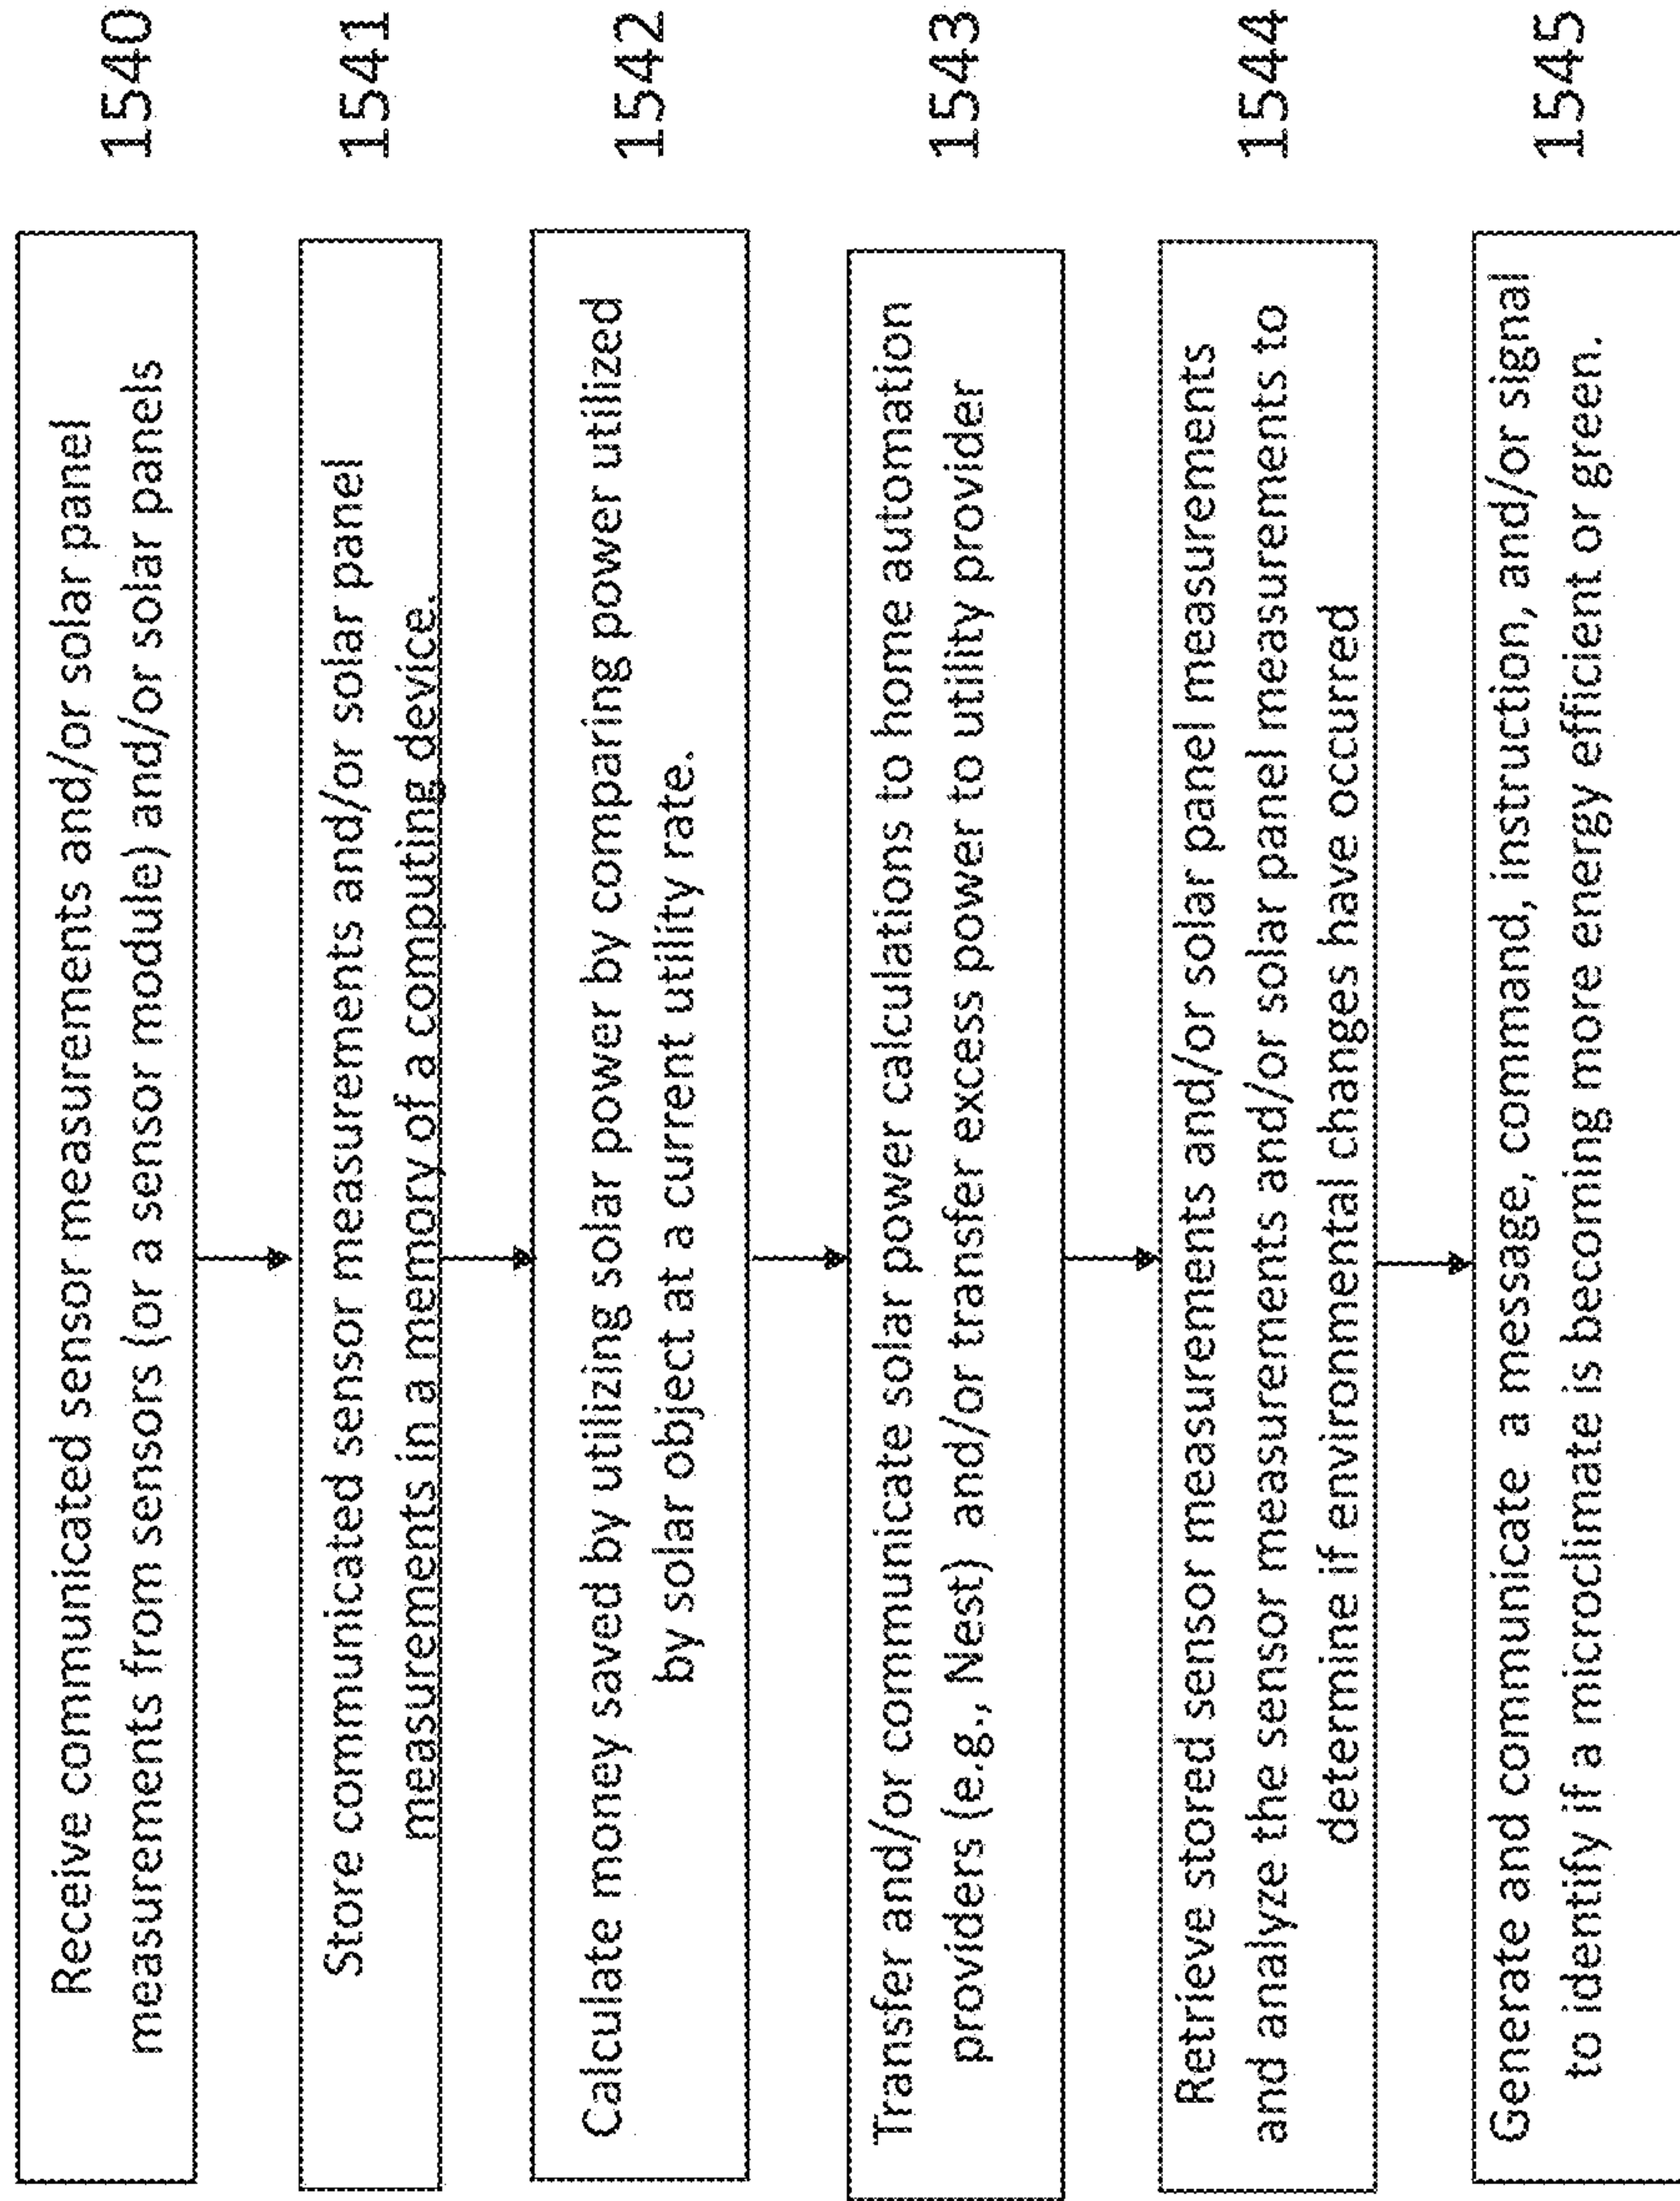 Receive communicated sensor measurements and/or solar panel
measurements from sensors (or a sensor module) and/or solar panels
1540
Store communicated sensor measurements and/or solar panel
measurements in a memory of a computing device.
1541
Calculate money saved by utilizing solar power by comparing power utilized
by solar object at a current utility rate.
1542
Transfer and/or communicate solar power calculations to home automation
providers (e.g., Nest) and/or transfer excess power to utility provider
1543
Retrieve stored sensor measurements and/or solar panel measurements
and analyze the sensor measurements and/or solar panel measurements to
determine if environmental changes have occurred
1544
Generate and communicate a message, command, instruction, and/or signal
to identify if a microclimate is becoming more energy efficient or green.
1545